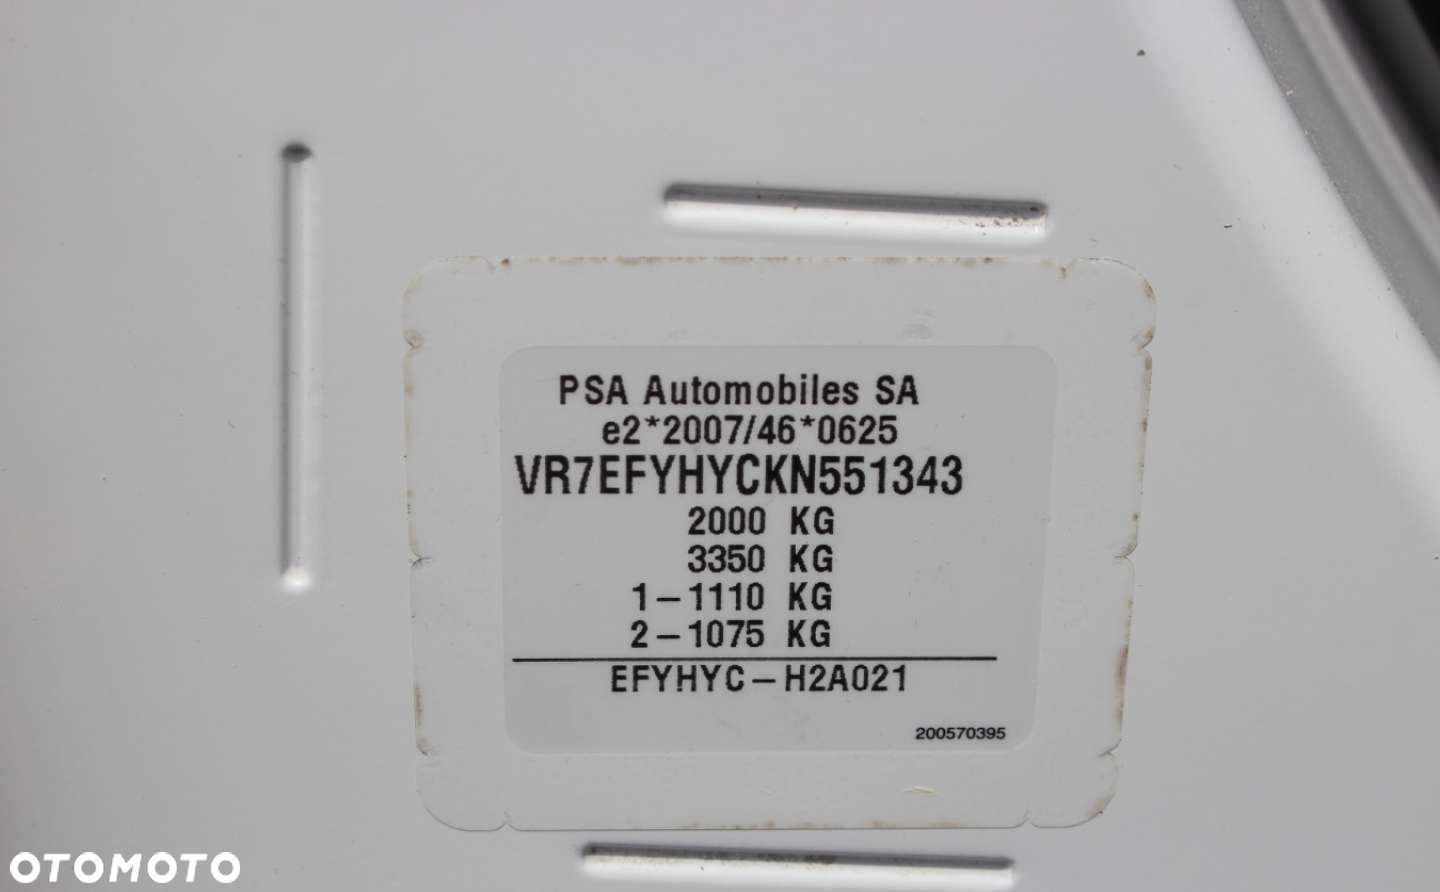 PSA Automobiles SA
e2*2007/46*0625
VR7EFYHYCKN551343
2000 KG
3350 KG
1-1110 KG
2-1075 KG
EFYHYC-H2A021
200570395
OTOMOTO